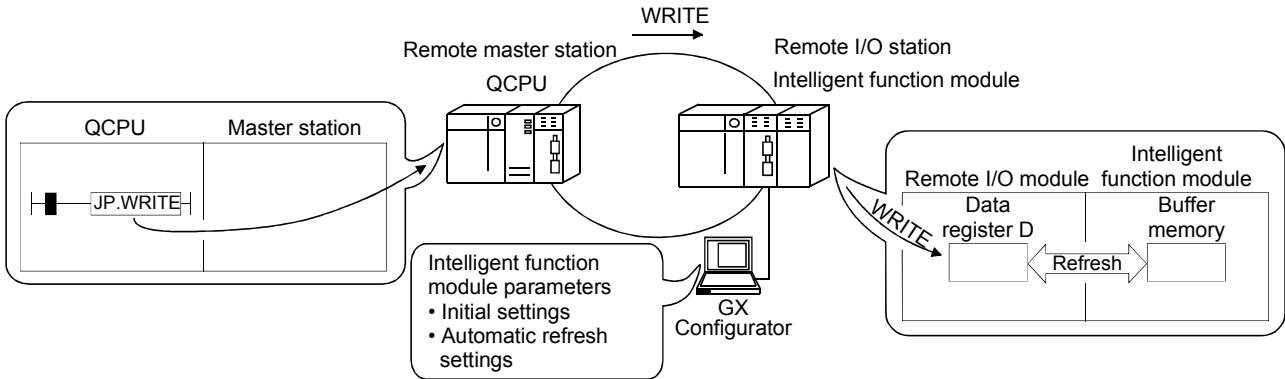 WRITE
Remote master station
QCPU
Remote I/O station
Intelligent function module
QCPU
Master station
JP.WRITE
Intelligent function
module parameters
• Initial settings
• Automatic refresh
settings
GX
Configurator
WRITE
Remote I/O module
Intelligent
function module
Data
register D
Buffer
memory
Refresh